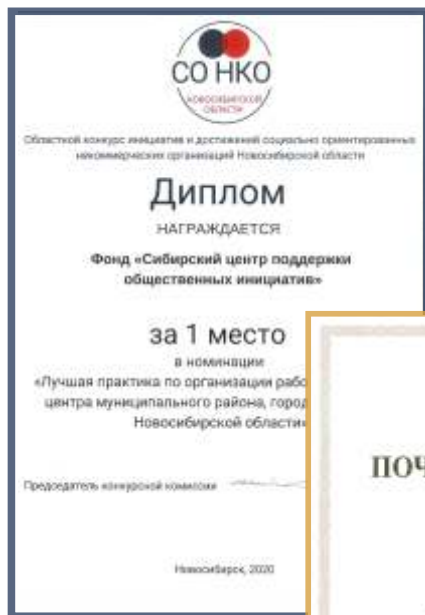 СО НКО
НОВОСИБИРСКОЙ
ОБЛАСТИ
Областной конкурс инициатив и достижений социально ориентированных
некоммерческих организаций Новосибирской области
Диплом
НАГРАЖДАЕТСЯ
Фонд «Сибирский центр поддержки
общественных инициатив»
за 1 место
в номинации
«Лучшая практика по организации рабо
центра муниципального района, город
Новосибирской области»
Председатель конкурсной комиссии
Новосибирск, 2020
ПОЧ